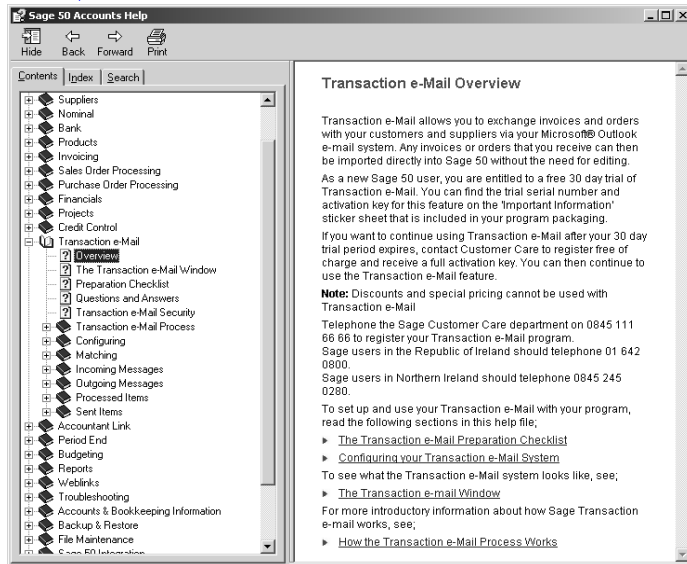 Sage 50 Accounts Help
Hide Back Forward Print
Contents Index Search
Suppliers
Nominal
Bank
Products
Invoicing
Sales Order Processing
Purchase Order Processing
Financials
Projects
Credit Control
Transaction e-Mail
Overview
The Transaction e-Mail Window
Preparation Checklist
Questions and Answers
Transaction e-Mail Security
Transaction e-Mail Process
Configuring
Matching
Incoming Messages
Outgoing Messages
Processed Items
Sent Items
Accountant Link
Period End
Budgeting
Reports
Weblinks
Troubleshooting
Accounts & Bookkeeping Information
Backup & Restore
File Maintenance
Sage 50 Integration
Transaction e-Mail Overview
Transaction e-Mail allows you to exchange invoices and orders
with your customers and suppliers via your Microsoft® Outlook
e-mail system. Any invoices or orders that you receive can then
be imported directly into Sage 50 without the need for editing.
As a new Sage 50 user, you are entitled to a free 30 day trial of
Transaction e-Mail. You can find the trial serial number and
activation key for this feature on the 'Important Information'
sticker sheet that is included in your program packaging.
If you want to continue using Transaction e-Mail after your 30 day
trial period expires, contact Customer Care to register free of
charge and receive a full activation key. You can then continue to
use the Transaction e-Mail feature.
Note: Discounts and special pricing cannot be used with
Transaction e-Mail
Telephone the Sage Customer Care department on 0845 111
66 66 to register your Transaction e-Mail program.
Sage users in the Republic of Ireland should telephone 01 642
0800.
Sage users in Northern Ireland should telephone 0845 245
0280.
To set up and use your Transaction e-Mail with your program,
read the following sections in this help file;
The Transaction e-Mail Preparation Checklist
Configuring your Transaction e-Mail System
To see what the Transaction e-Mail system looks like, see;
The Transaction e-mail Window
For more introductory information about how Sage Transaction
e-mail works, see;
How the Transaction e-Mail Process Works